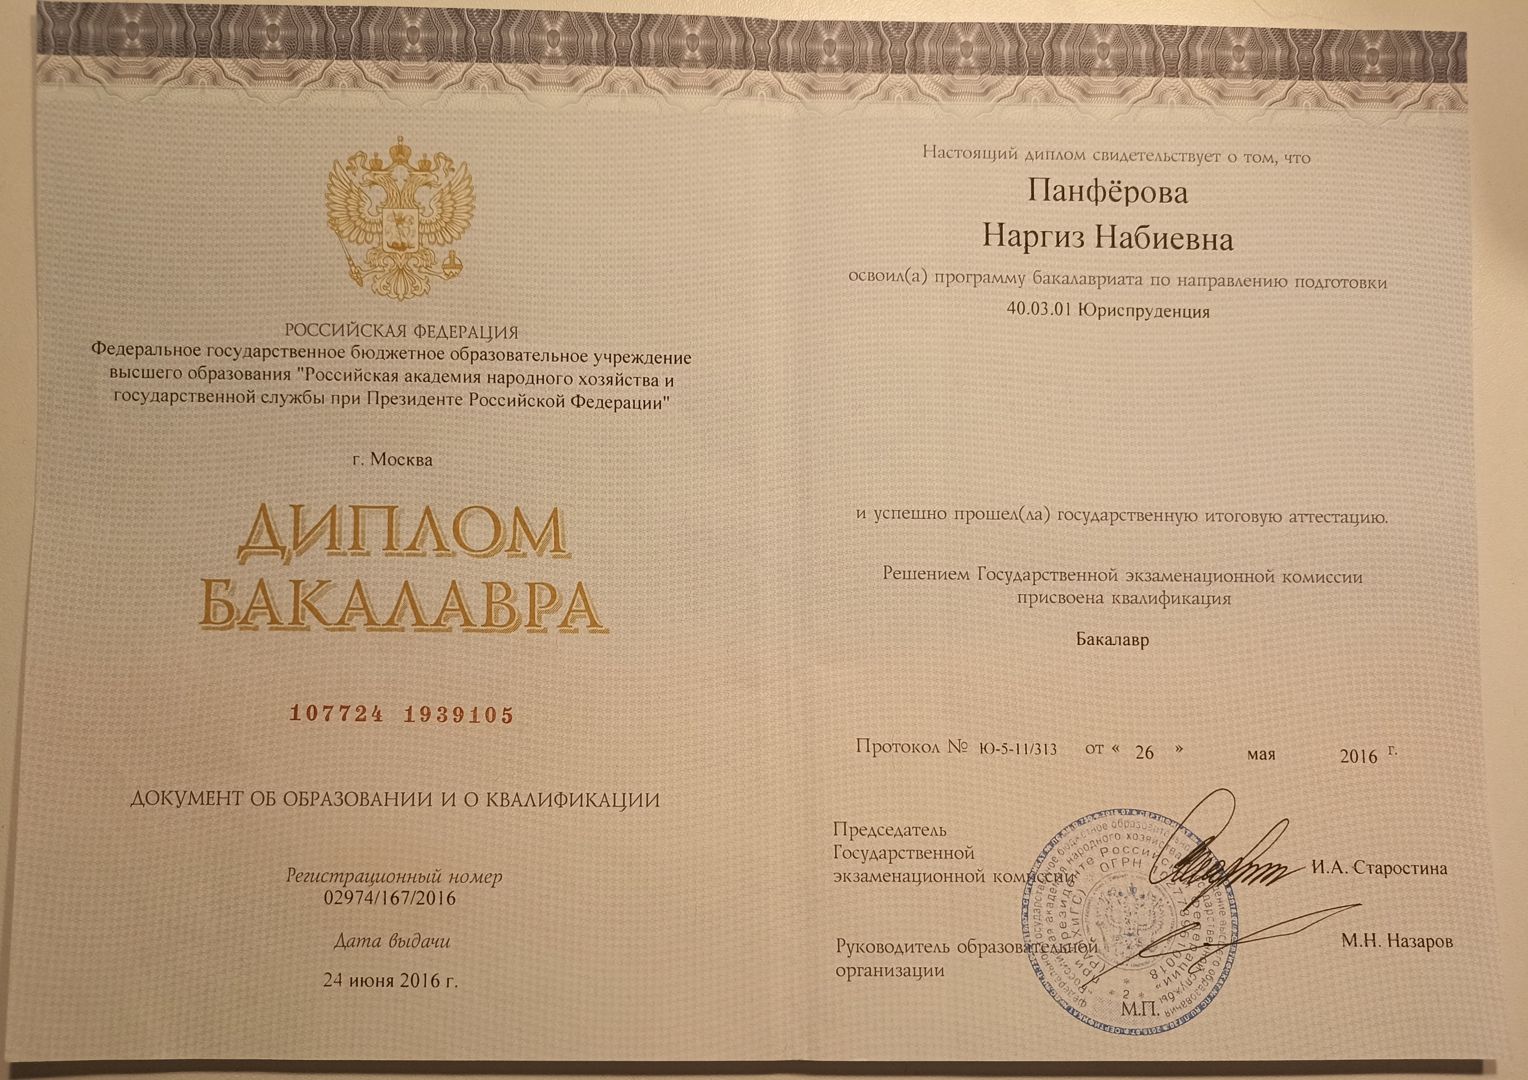 РОССИЙСКАЯ ФЕДЕРАЦИЯ
Федеральное государственное бюджетное образовательное учреждение
высшего образования "Российская академия народного хозяйства и
государственной службы при Президенте Российской Федерации"
г. Москва
ДИПЛОМ
БАКАЛАВРА
107724 1939105
ДОКУМЕНТ ОБ ОБРАЗОВАНИИ И О КВАЛИФИКАЦИИ
Регистрационный номер
02974/167/2016
Дата выдачи
24 июня 2016 г.
Настоящий диплом свидетельствует о том, что
Панфёрова
Наргиз Набиевна
освоил(а) программу бакалавриата по направлению подготовки
40.03.01 Юриспруденция
и успешно прошел(ла) государственную итоговую аттестацию.
Решением Государственной экзаменационной комиссии
присвоена квалификация
Бакалавр
Протокол № Ю-5-11/313 от « 26 » мая 2016 г.
Председатель
Государственной
экзаменационной комиссии И.А. Старостина
Руководитель образовательной
организации М.Н. Назаров
М.П.